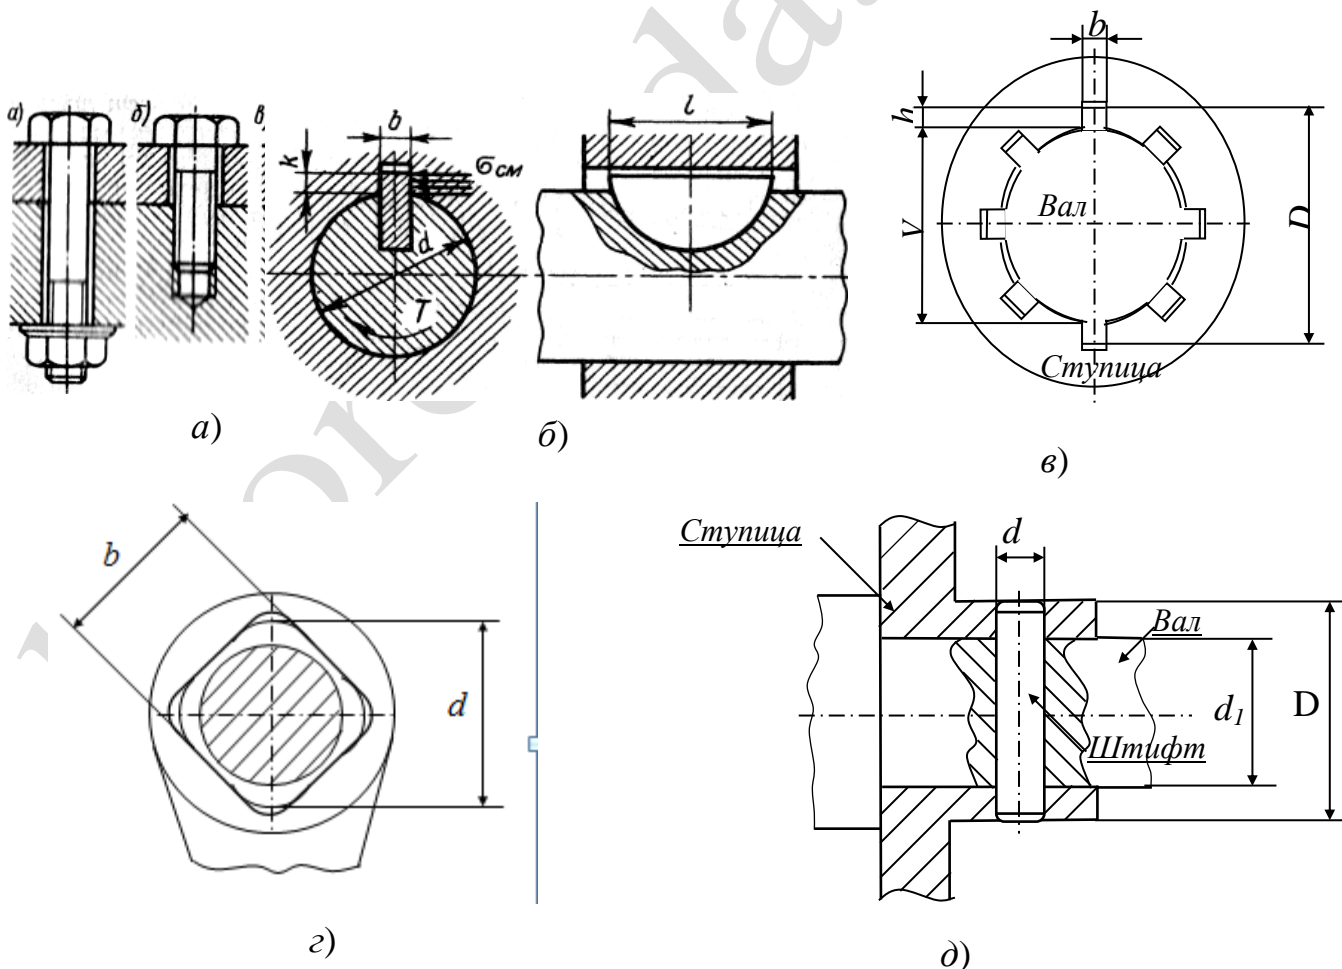 а)
б)
в
b
k
σсм
d
T
l
b
h
V
Вал
D
Ступица
а)
б)
в)
b
d
Ступица
d
Вал
d1
D
Штифт
г)
д)